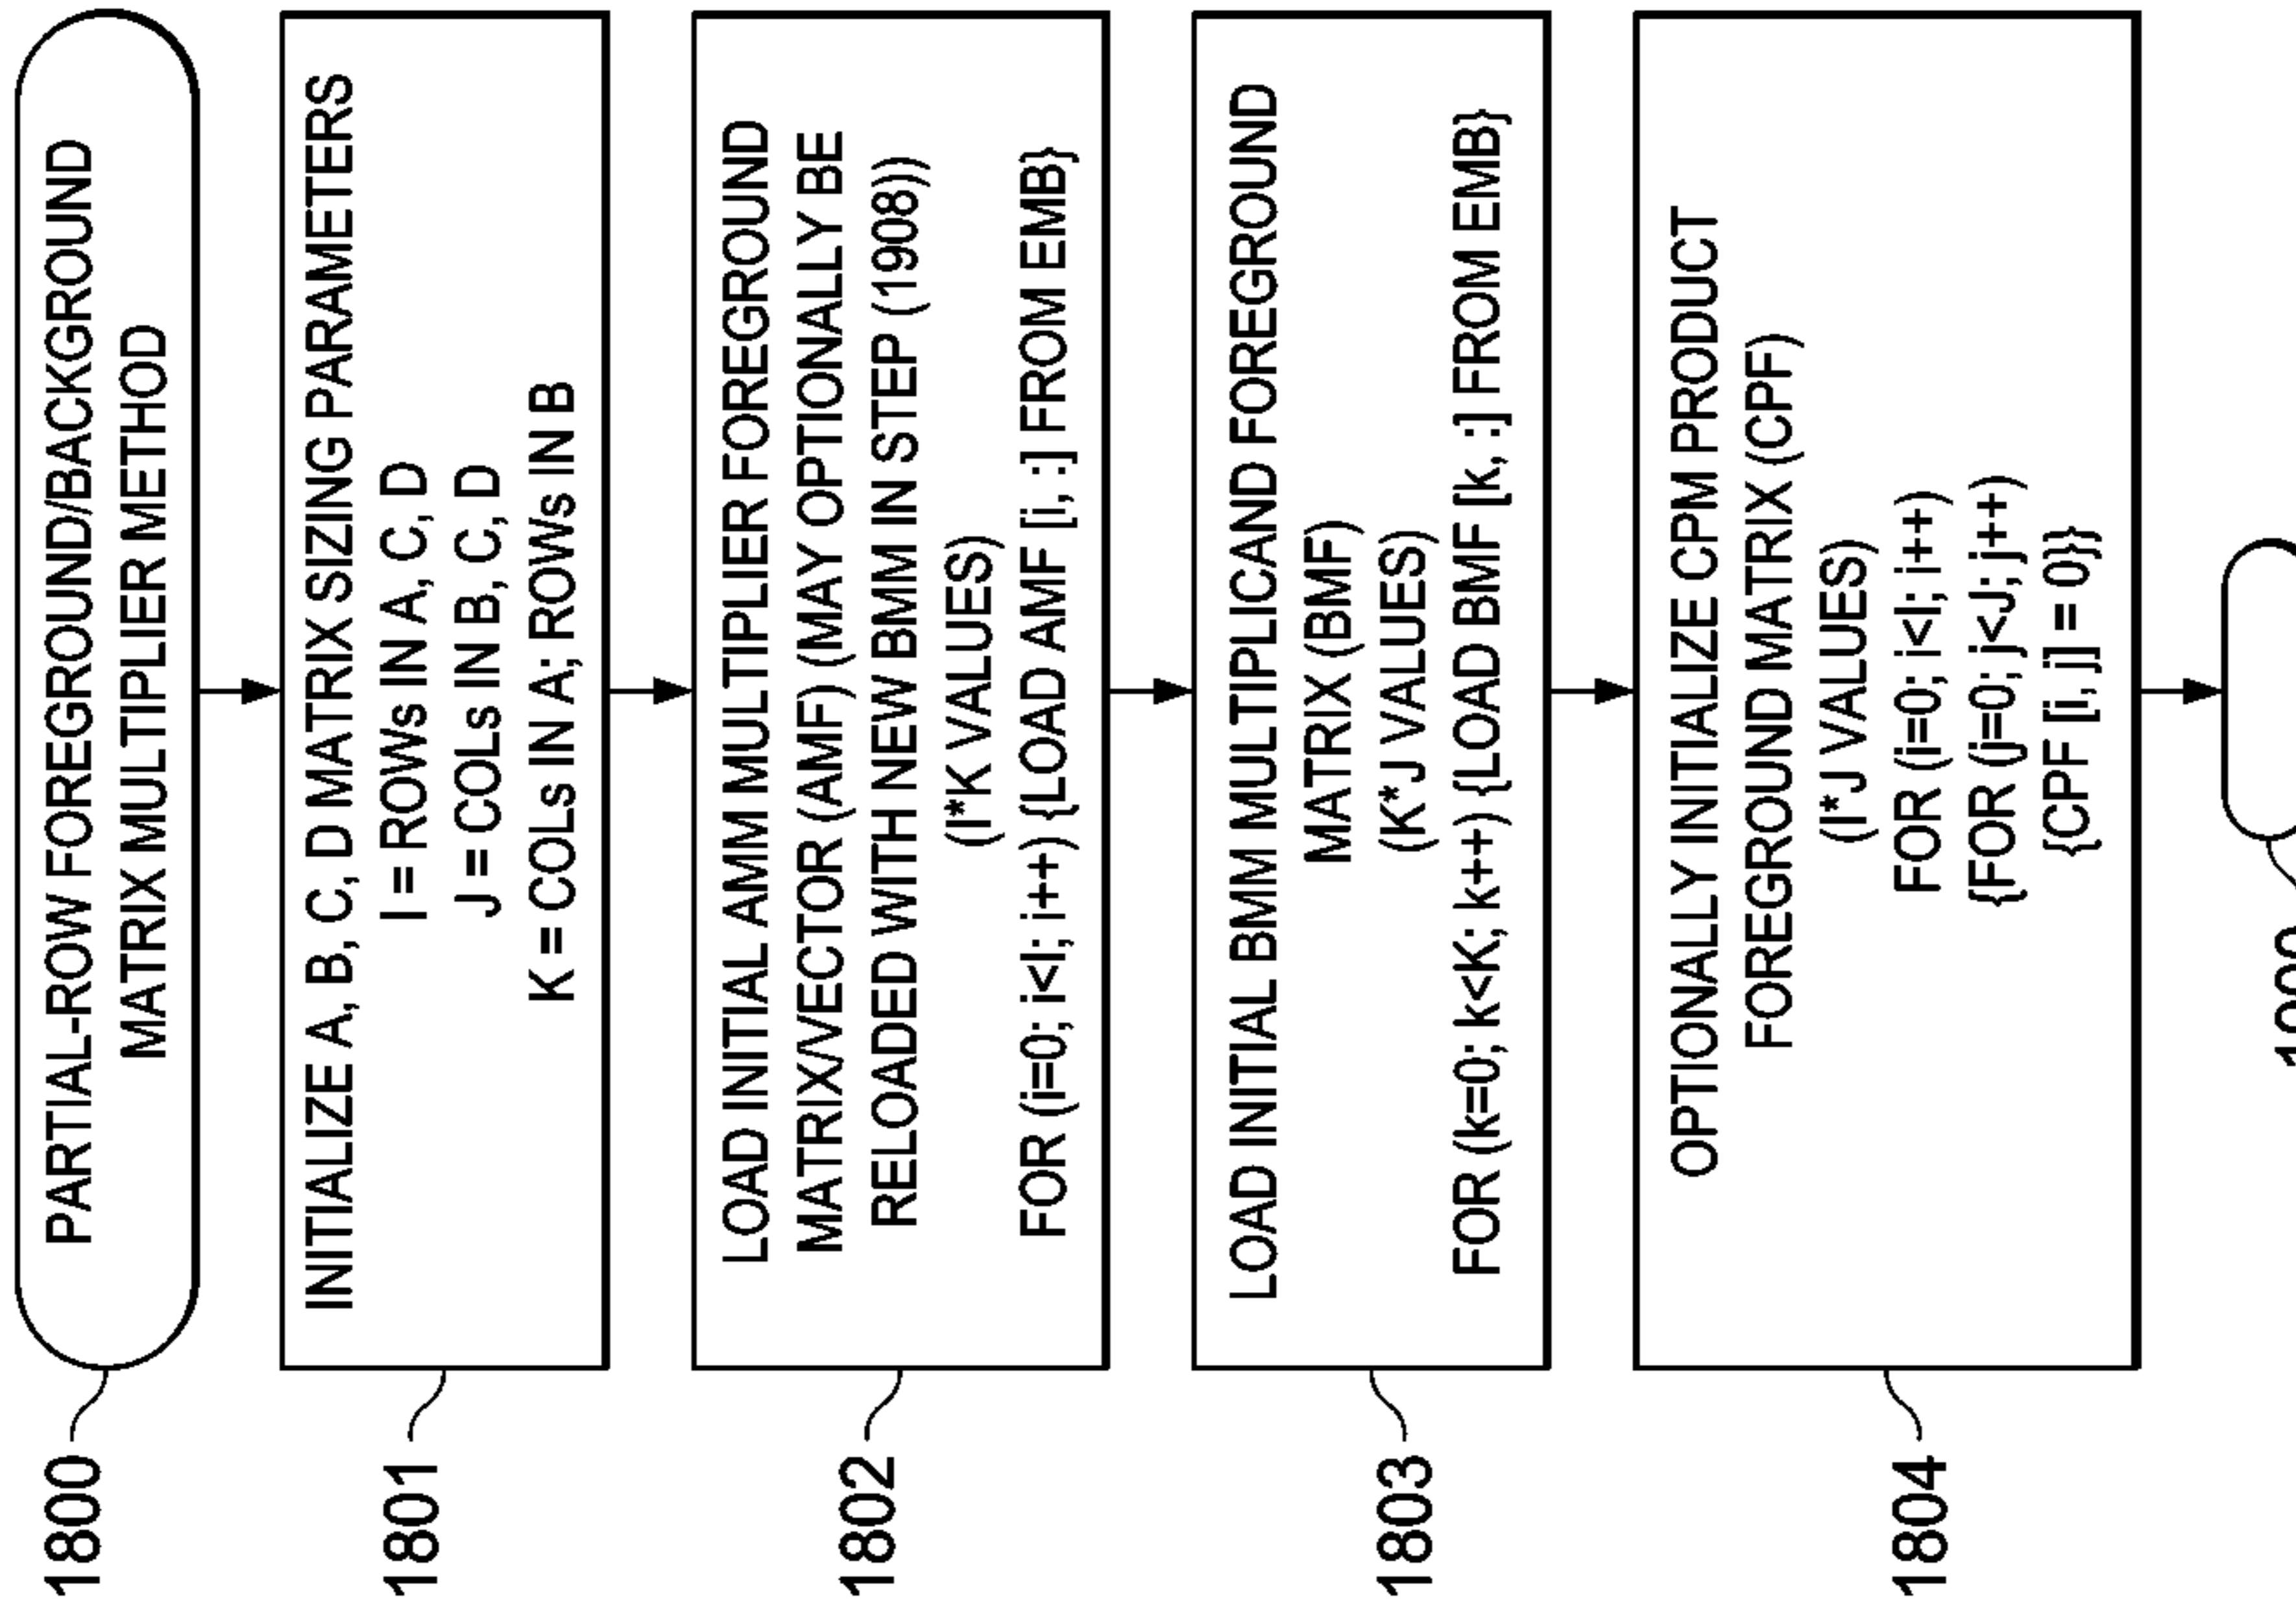 1800
PARTIAL-ROW FOREGROUND/BACKGROUND
MATRIX MULTIPLIER METHOD
1801
INITIALIZE A, B, C, D MATRIX SIZING PARAMETERS
I = ROWs IN A, C, D
J = COLs IN B, C, D
K = COLs IN A; ROWs IN B
1802
LOAD INITIAL AMM MULTIPLIER FOREGROUND
MATRIX/VECTOR (AMF) (MAY OPTIONALLY BE
RELOADED WITH NEW BMM IN STEP (1908))
(I*K VALUES)
FOR (i=0; i<I; i++) {LOAD AMF [i, :] FROM EMB}
1803
LOAD INITIAL BMM MULTIPLICAND FOREGROUND
MATRIX (BMF)
(K*J VALUES)
FOR (k=0; k<K; k++) {LOAD BMF [k, :] FROM EMB}
1804
OPTIONALLY INITIALIZE CPM PRODUCT
FOREGROUND MATRIX (CPF)
(I*J VALUES)
FOR (i=0; i<I; i++)
{FOR (j=0; j<J; j++)
{CPF [i, j] = 0}}